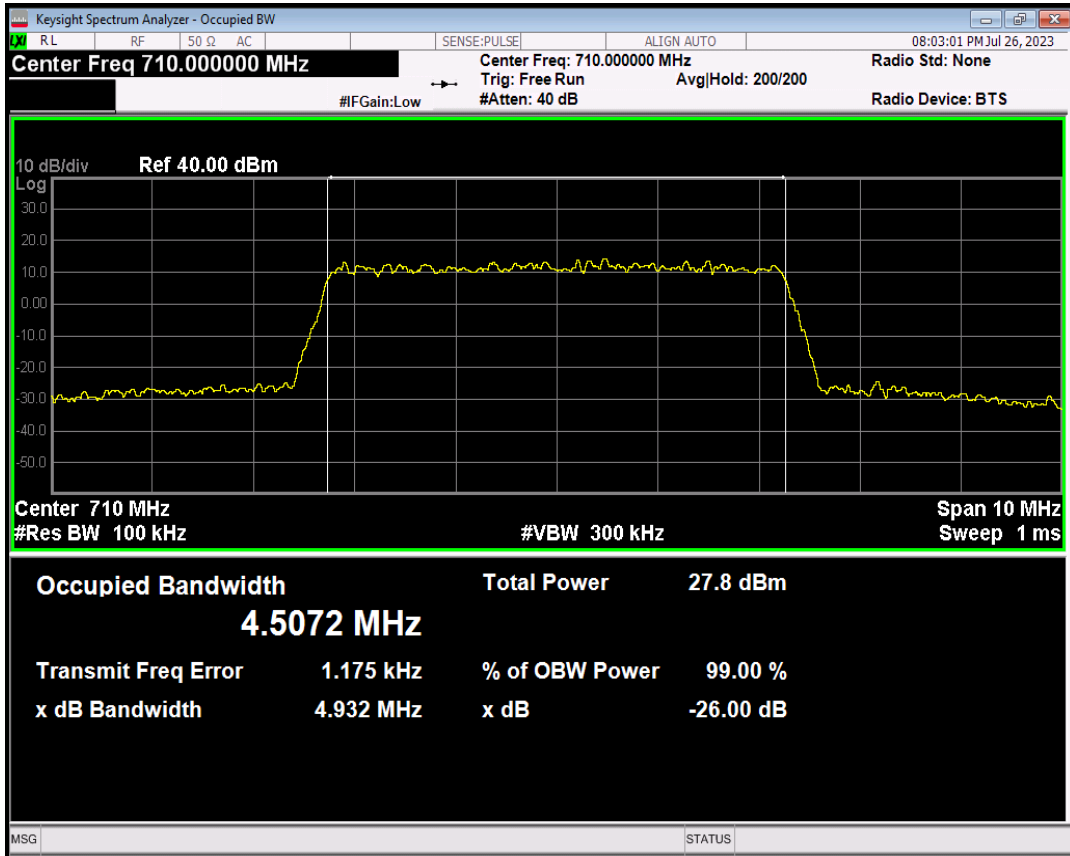 Keysight Spectrum Analyzer - Occupied BW
LXI RL RF 50 Ω AC SENSE:PULSE ALIGN AUTO 08:03:01 PM Jul 26, 2023
Center Freq 710.000000 MHz Center Freq: 710.000000 MHz Radio Std: None
Trig: Free Run Avg|Hold: 200/200
#IFGain:Low #Atten: 40 dB Radio Device: BTS
10 dB/div Ref 40.00 dBm
Log
30.0
20.0
10.0
0.00
-10.0
-20.0
-30.0
-40.0
-50.0
Center 710 MHz Span 10 MHz
#Res BW 100 kHz #VBW 300 kHz Sweep 1 ms
Occupied Bandwidth Total Power 27.8 dBm
4.5072 MHz
Transmit Freq Error 1.175 kHz % of OBW Power 99.00 %
x dB Bandwidth 4.932 MHz x dB -26.00 dB
MSG STATUS